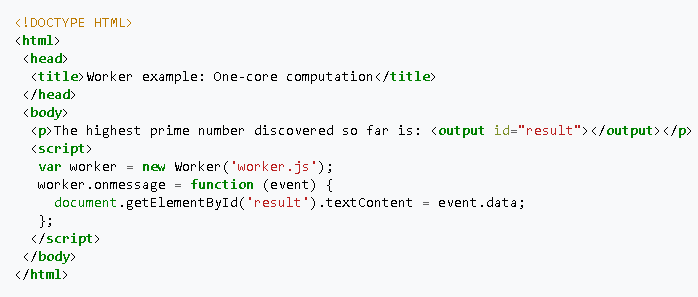 <!DOCTYPE HTML>
<html>
<head>
<title>Worker example: One-core computation</title>
</head>
<body>
<p>The highest prime number discovered so far is: <output id="result"></output></p>
<script>
var worker = new Worker('worker.js');
worker.onmessage = function (event) {
document.getElementById('result').textContent = event.data;
};
</script>
</body>
</html>